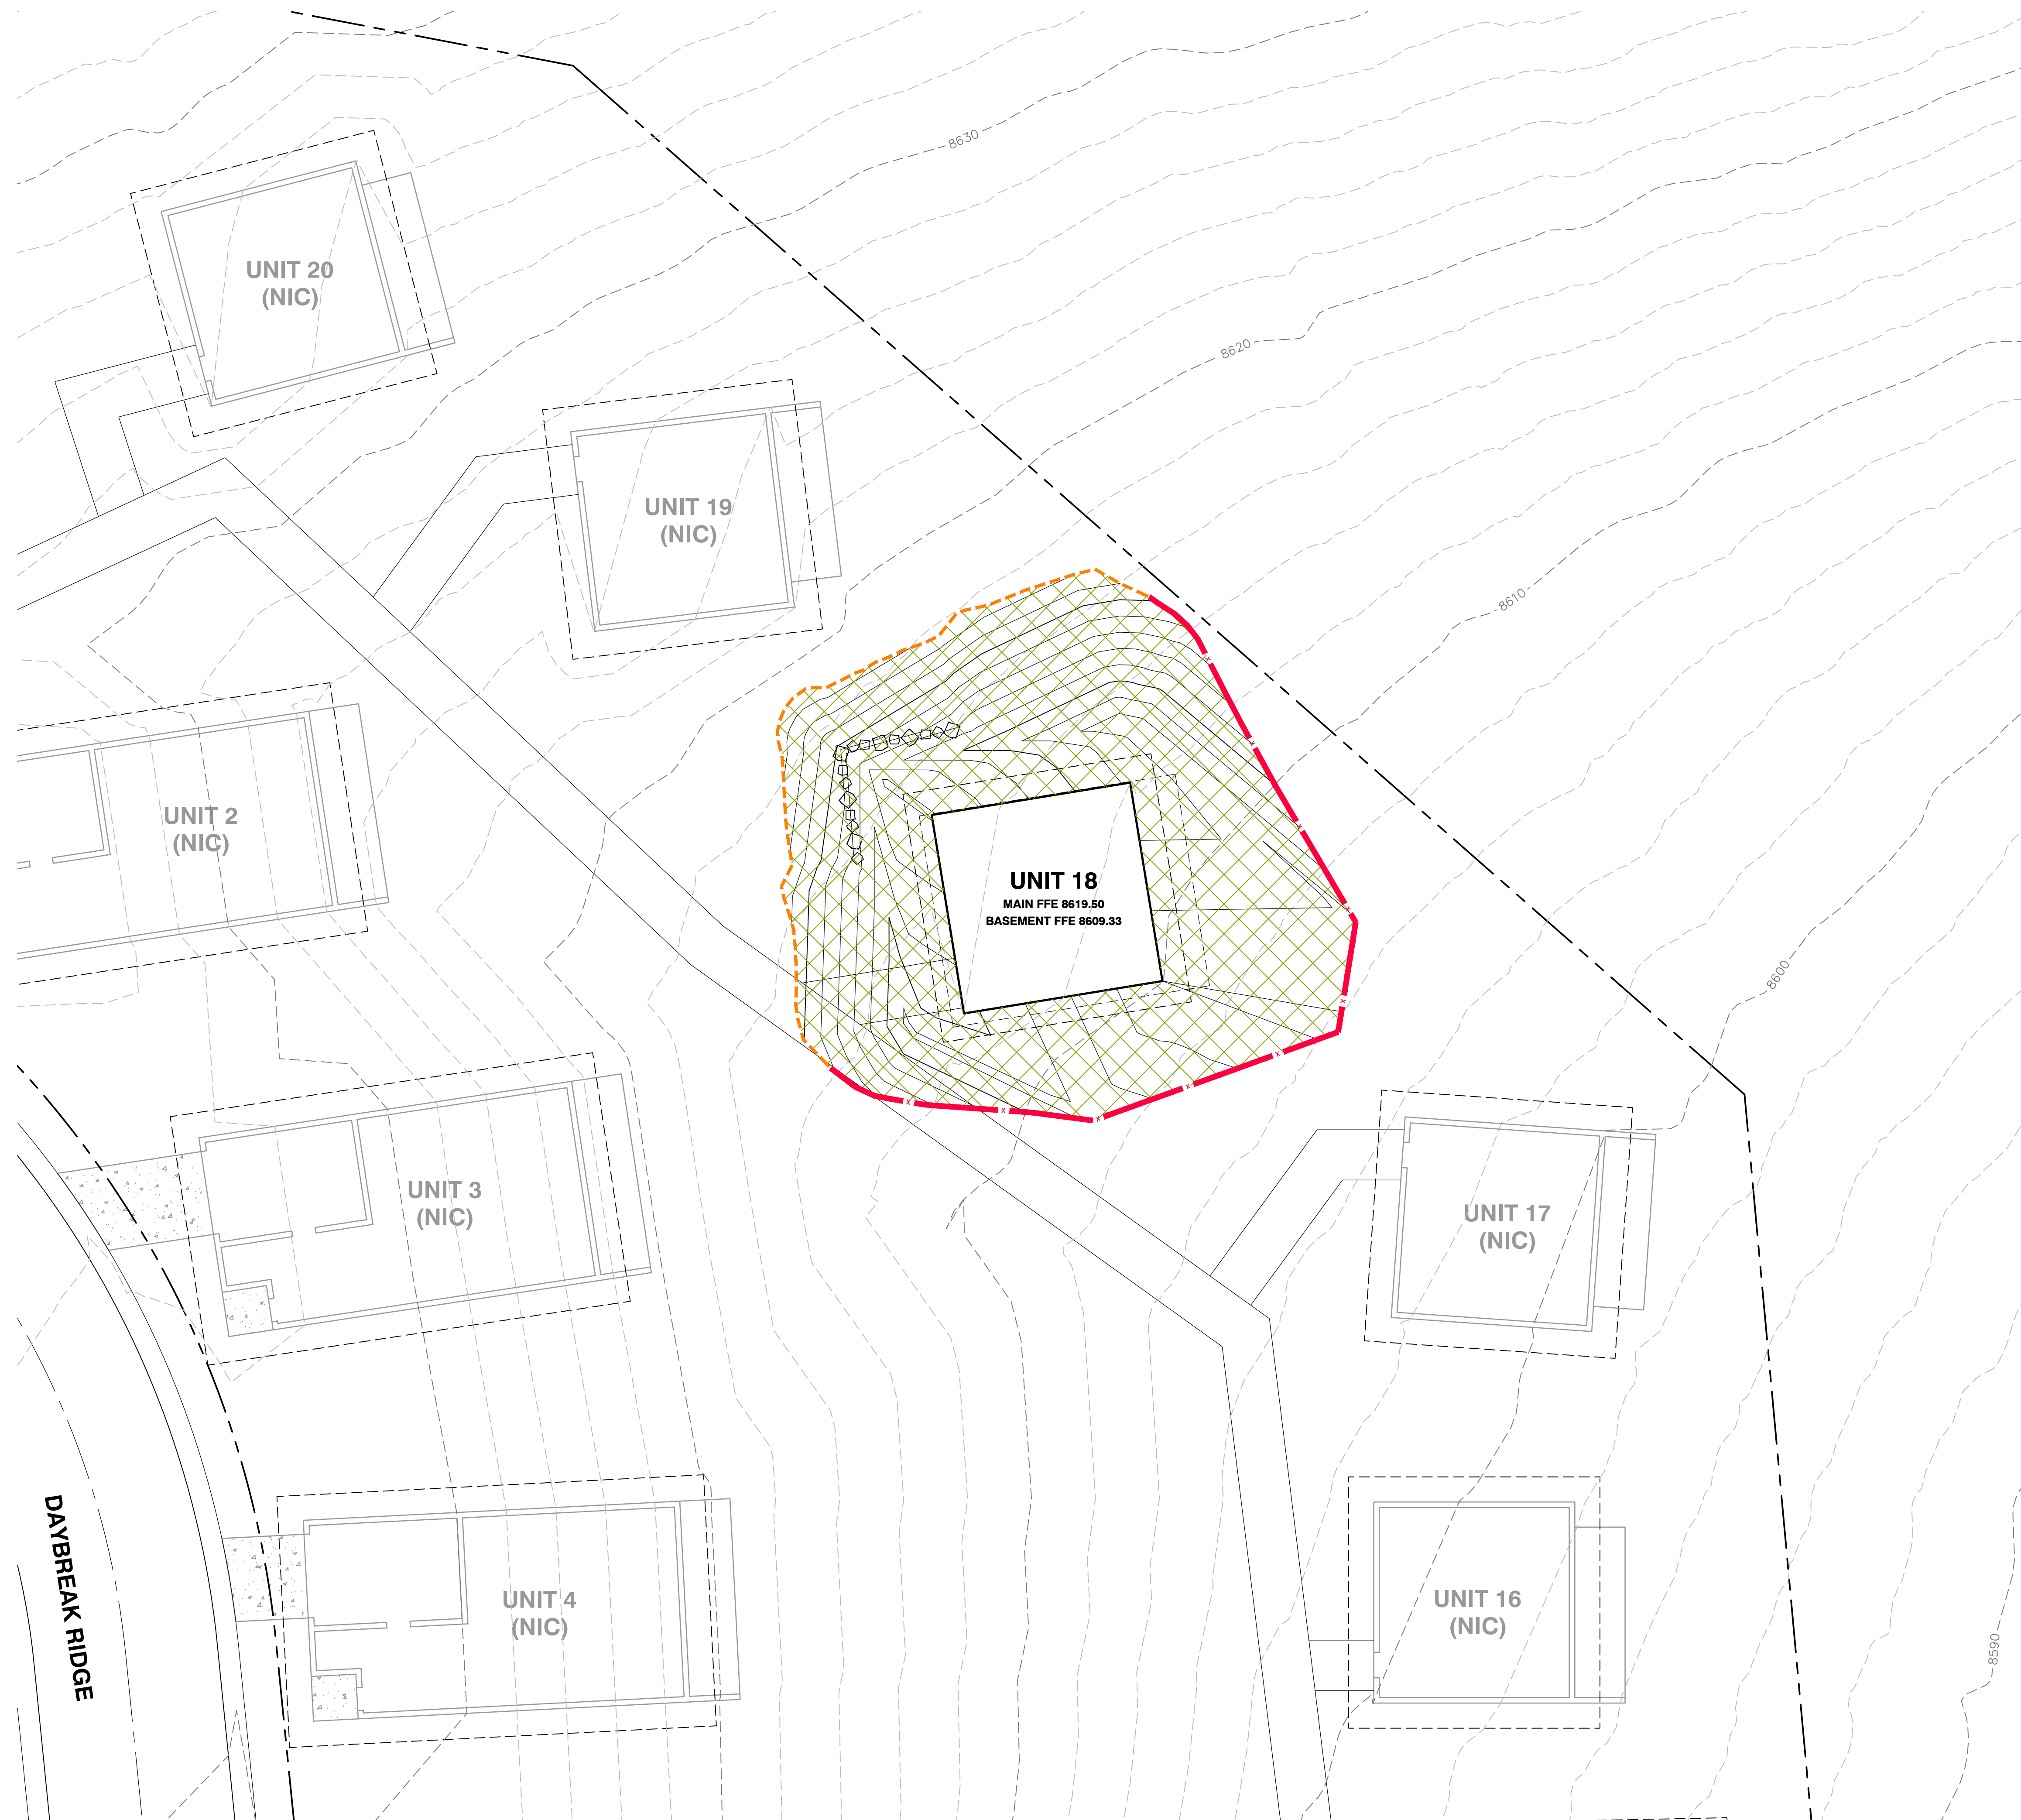 8630
UNIT 20
(NIC)
8620
UNIT 19
(NIC)
8610
UNIT 2
(NIC)
UNIT 18
MAIN FFE 8619.50
BASEMENT FFE 8609.33
8600
UNIT 3
(NIC)
UNIT 17
(NIC)
DAYBREAK RIDGE
UNIT 4
(NIC)
UNIT 16
(NIC)
8590